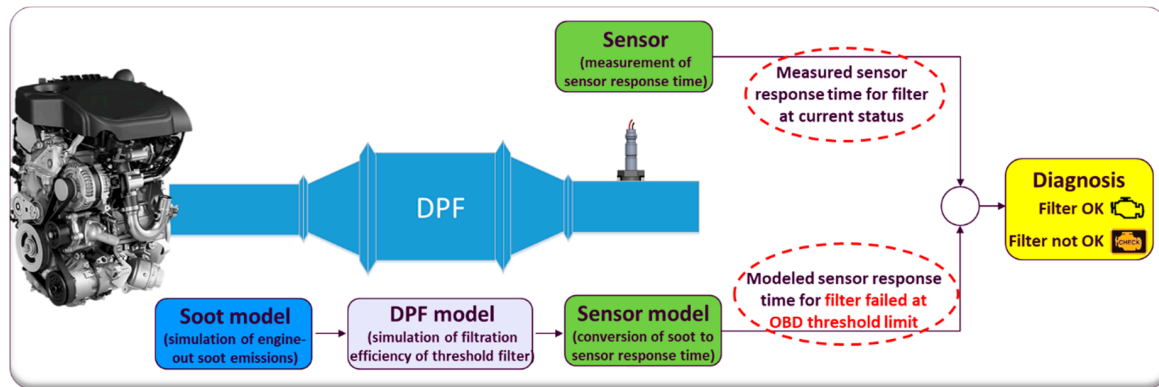 Sensor
(measurement of
sensor response time)
Measured sensor
response time for filter
at current status
DPF
Diagnosis
Filter OK
Filter not OK
CHECK
Modeled sensor response
time for filter failed at
OBD threshold limit
Soot model
(simulation of engine-
out soot emissions)
DPF model
(simulation of filtration
efficiency of threshold filter)
Sensor model
(conversion of soot to
sensor response time)